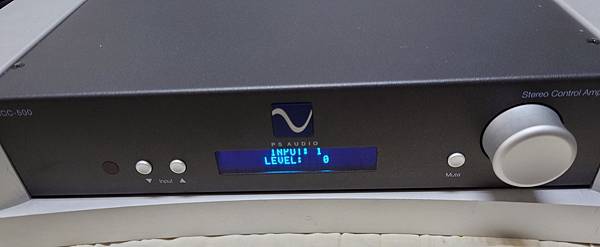 CC-500
Stereo Control Amp
PS AUDIO
INPUT: 1
LEVEL: 0
▼ Input ▲
Mute